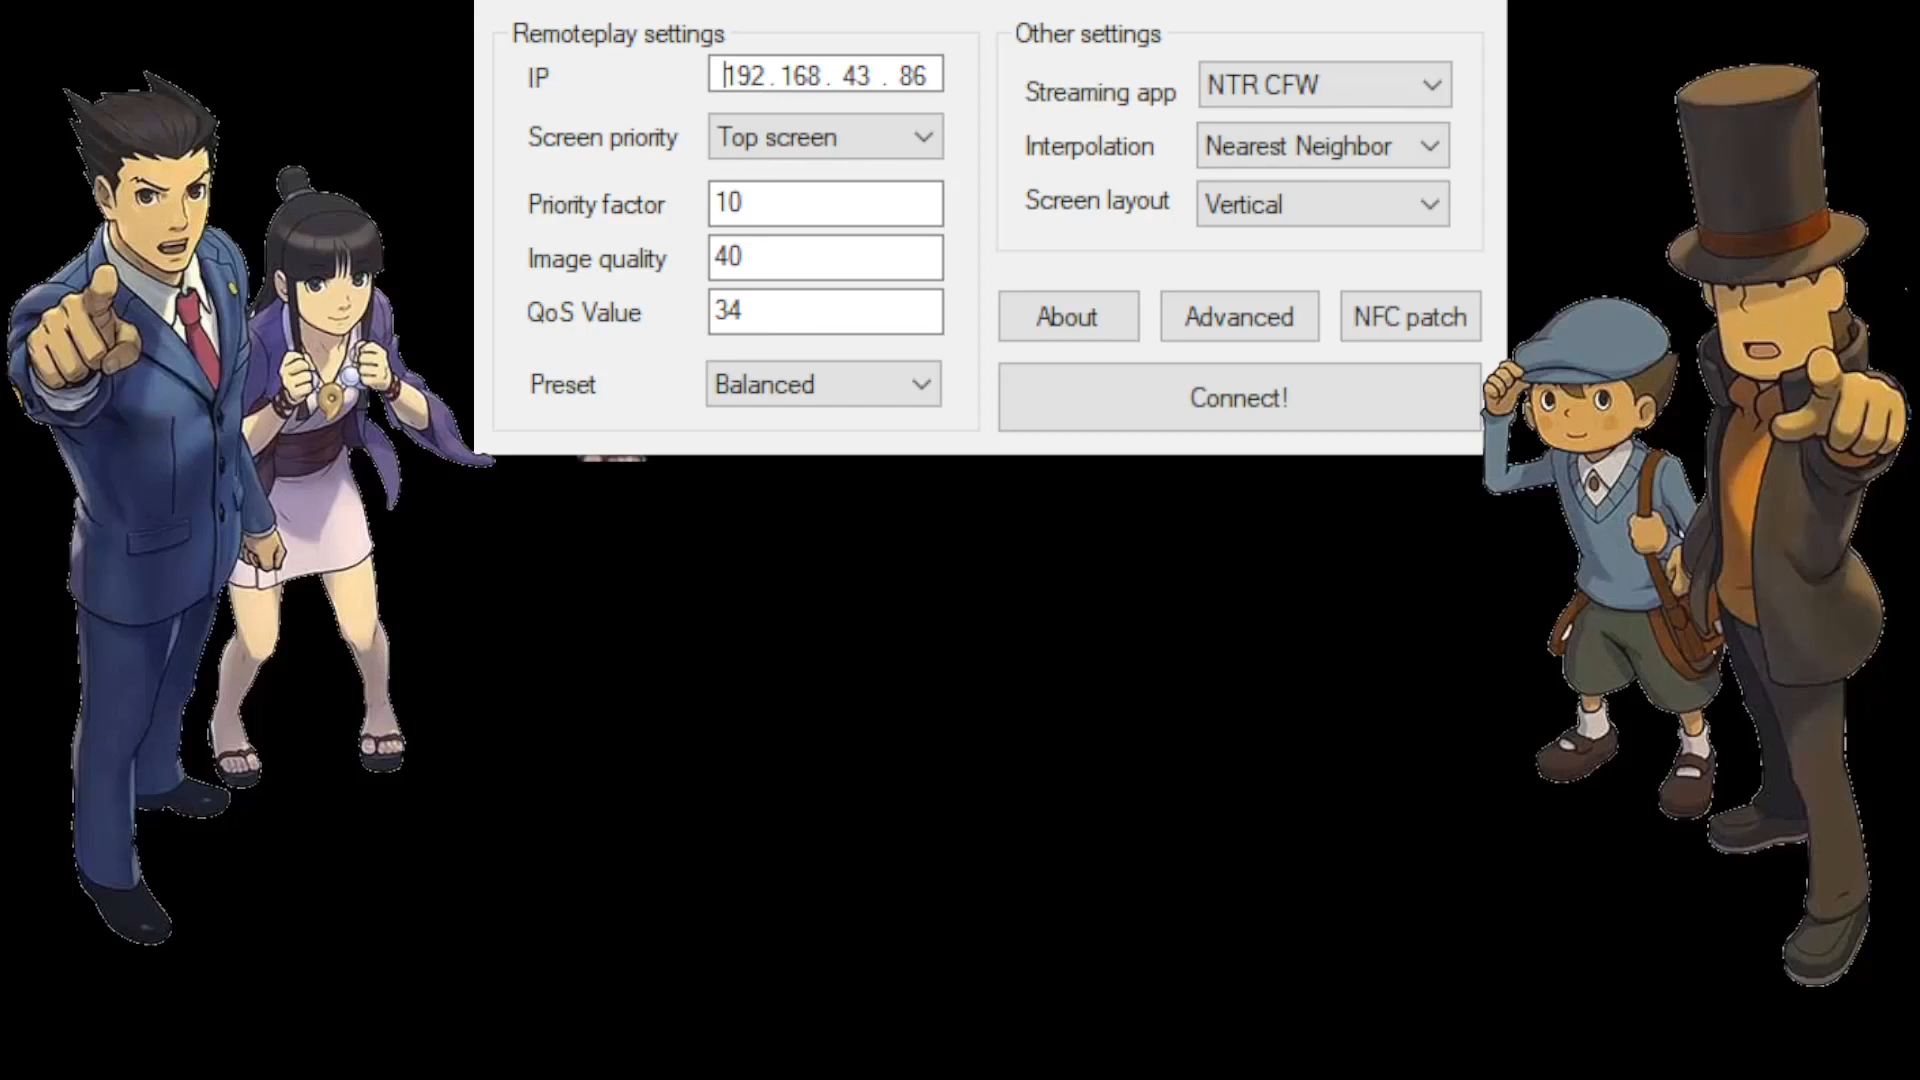 Remoteplay settings
IP
192.168.43.86
Screen priority
Top screen
Priority factor
10
Image quality
40
QoS Value
34
Preset
Balanced
Other settings
Streaming app
NTR CFW
Interpolation
Nearest Neighbor
Screen layout
Vertical
About
Advanced
NFC patch
Connect!